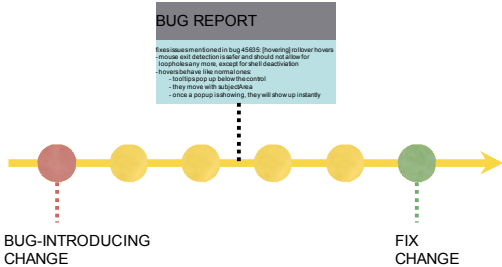 BUG REPORT
fixes issues mentioned in bug 45635: [hovering] rollover hovers
- mouse exit detection is safer and should not allow for
loopholes any more, except for shell deactiviation
- hovers behave like normal ones:
- tooltips pop up below the control
- they move with subjectArea
- once a popup is showing, they will show up instantly
BUG-INTRODUCING
CHANGE
FIX
CHANGE